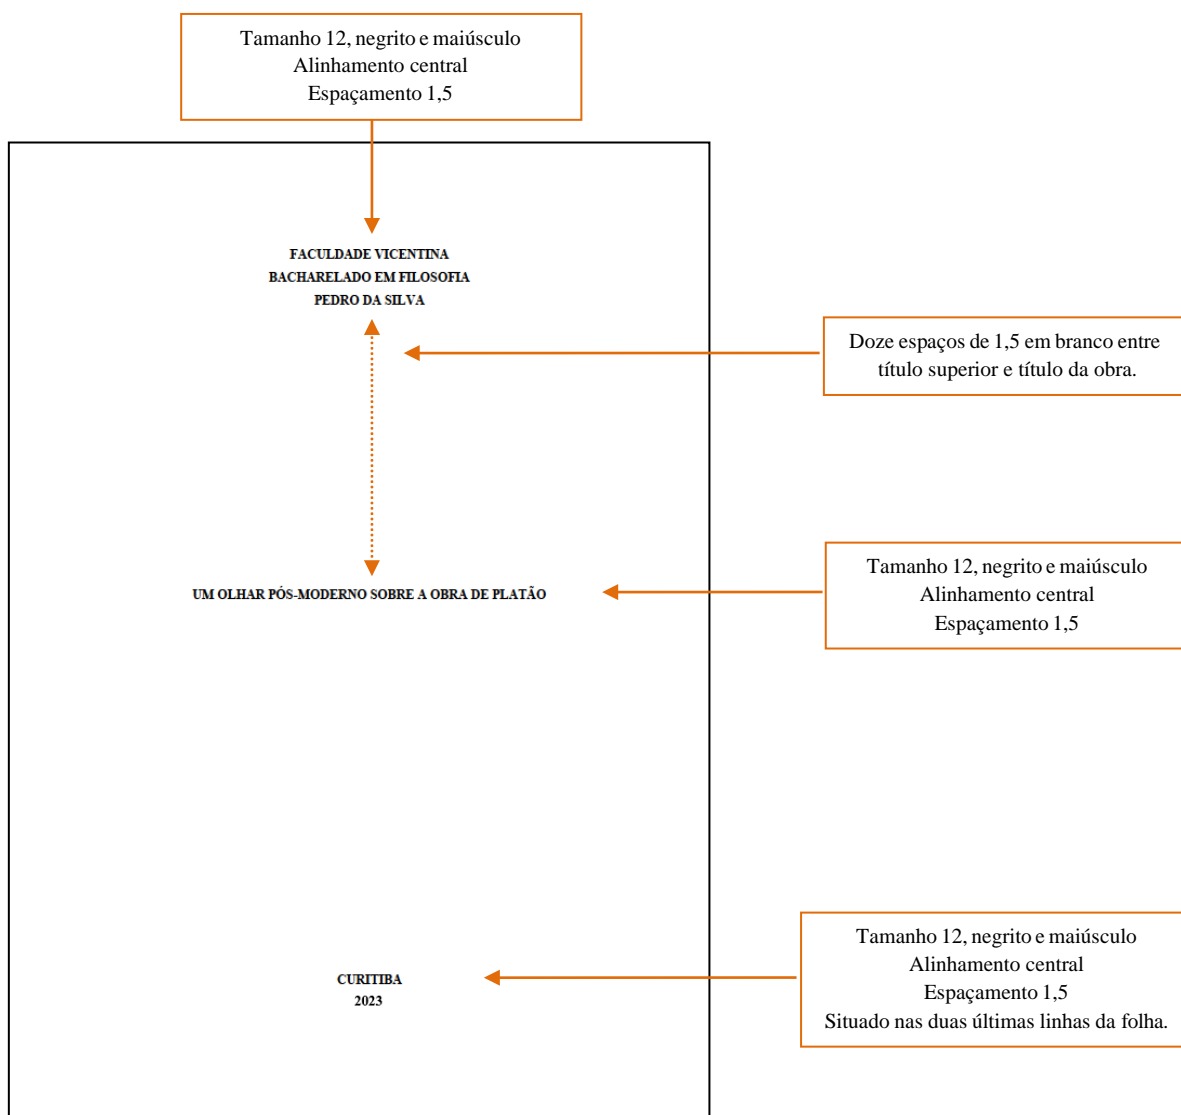 Tamanho 12, negrito e maiúsculo
Alinhamento central
Espaçamento 1,5
FACULDADE VICENTINA
BACHARELADO EM FILOSOFIA
PEDRO DA SILVA
Doze espaços de 1,5 em branco entre
título superior e título da obra.
UM OLHAR PÓS-MODERNO SOBRE A OBRA DE PLATÃO
Tamanho 12, negrito e maiúsculo
Alinhamento central
Espaçamento 1,5
CURITIBA
2023
Tamanho 12, negrito e maiúsculo
Alinhamento central
Espaçamento 1,5
Situado nas duas últimas linhas da folha.